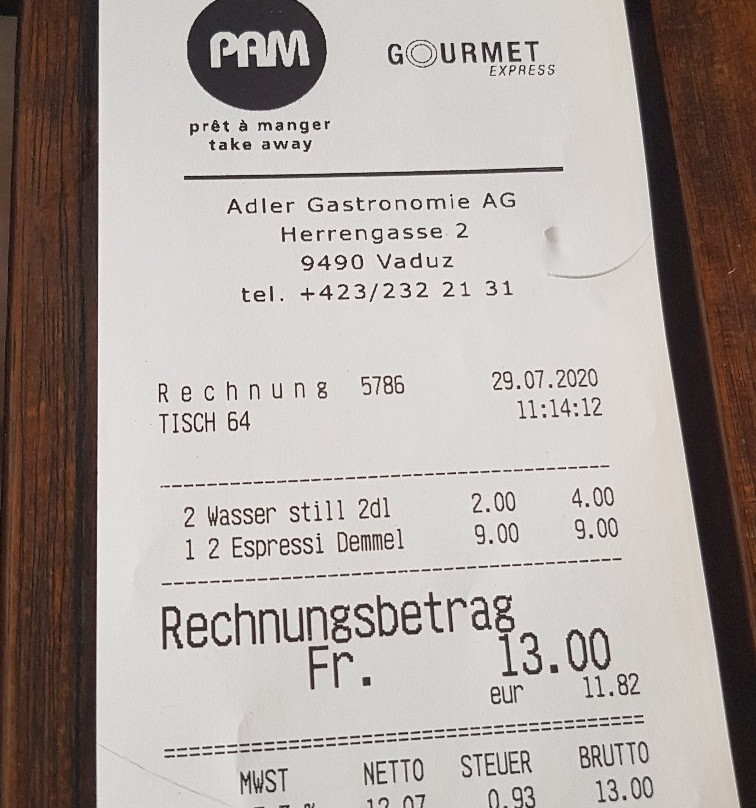 PAM
GOURMET
EXPRESS
prêt à manger
take away
Adler Gastronomie AG
Herrengasse 2
9490 Vaduz
tel. +423/232 21 31
Rechnung 5786 29.07.2020
TISCH 64 11:14:12
2 Wasser still 2dl 2.00 4.00
1 2 Espressi Demmel 9.00 9.00
Rechnungsbetrag
Fr. 13.00
eur 11.82
MWST NETTO STEUER BRUTTO
12.07 0.93 13.00